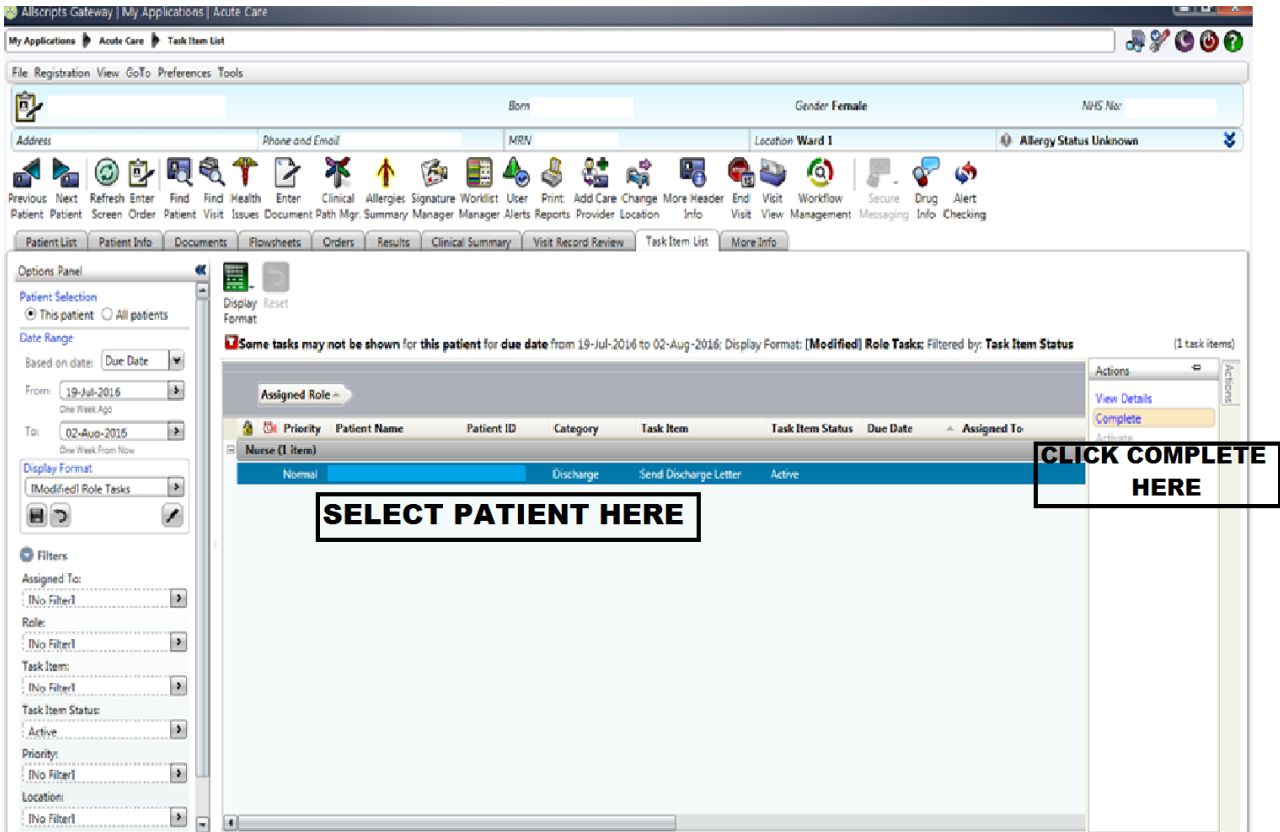 Allscripts Gateway | My Applications | Acute Care
My Applications Acute Care Task Item List
File Registration View GoTo Preferences Tools
Born Gender Female NHS No:
Address Phone and Email MRN Location Ward 1 Allergy Status Unknown
Previous Next Refresh Enter Find Find Health Enter Clinical Allergies Signature Worklist User Print Add Care Change More Header End Visit Workflow Secure Drug Alert
Patient Patient Screen Order Patient Visit Issues Document Path Mgr. Summary Manager Manager Alerts Reports Provider Location Info Visit View Management Messaging Info Checking
Patient List Patient Info Documents Flowsheets Orders Results Clinical Summary Visit Record Review Task Item List More Info
Options Panel
Patient Selection
This patient All patients
Date Range
Based on date: Due Date
From: 19-Jul-2016
One Week Ago
To: 02-Aug-2016
One Week From Now
Display Format
[Modified] Role Tasks
Filters
Assigned To:
[No Filter]
Role:
[No Filter]
Task Item:
[No Filter]
Task Item Status:
Active
Priority:
[No Filter]
Location:
[No Filter]
Display Reset
Format
Some tasks may not be shown for this patient for due date from 19-Jul-2016 to 02-Aug-2016; Display Format: [Modified] Role Tasks; Filtered by: Task Item Status (1 task items)
Assigned Role
Priority Patient Name Patient ID Category Task Item Task Item Status Due Date Assigned To
Nurse (1 item)
Normal Discharge Send Discharge Letter Active
SELECT PATIENT HERE
Actions
Actions
View Details
Complete
Activate
CLICK COMPLETE
HERE